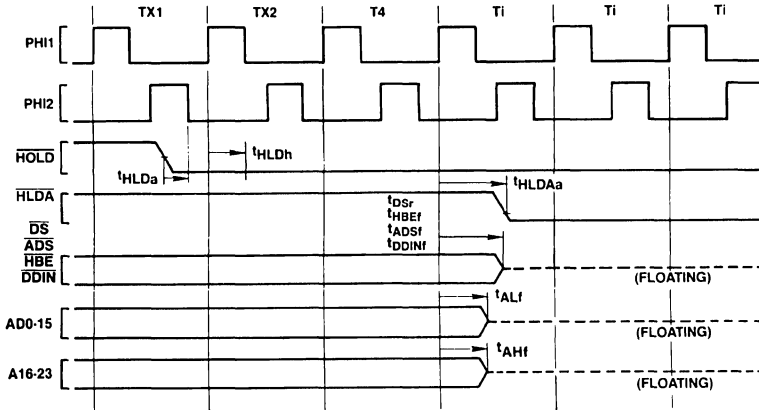 TX1 TX2 T4 Ti Ti Ti
PHI1
PHI2
HOLD
tHLDh
tHLDa
HLDA
tHLDAa
tDSr
tHBEf
DS
tADSf
ADS
tDDINf
HBE
DDIN
(FLOATING)
tALf
AD0-15
(FLOATING)
tAHf
A16-23
(FLOATING)